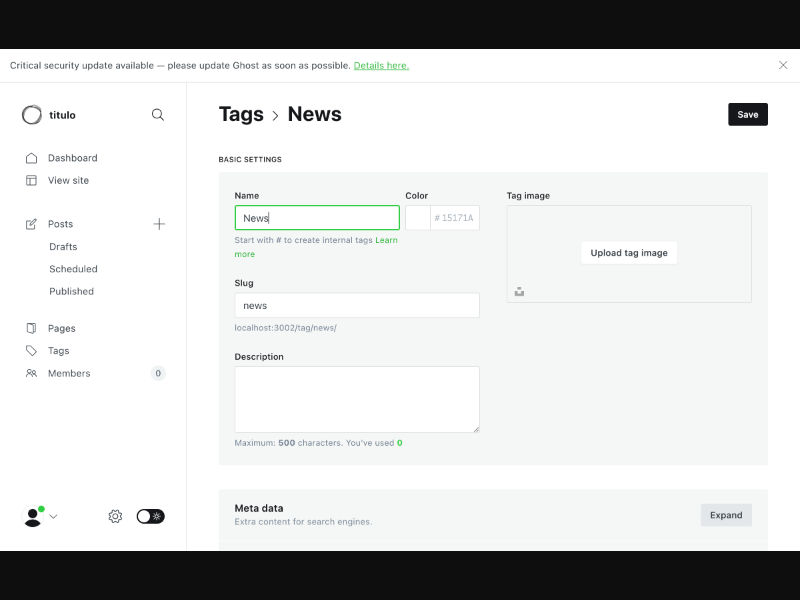 Critical security update available — please update Ghost as soon as possible. Details here.
titulo
Tags > News
Save
Dashboard
View site
BASIC SETTINGS
Name
Color
Tag image
News
# 15171A
Start with # to create internal tags Learn
more
Upload tag image
Posts
Drafts
Scheduled
Published
Slug
news
localhost:3002/tag/news/
Pages
Tags
Members
0
Description
Maximum: 500 characters. You've used 0
Meta data
Extra content for search engines.
Expand